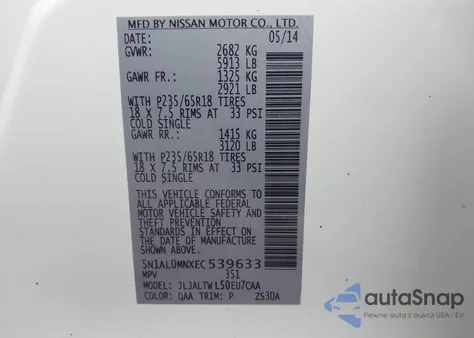 MFD BY NISSAN MOTOR CO., LTD.
DATE: 05/14
GVWR: 2682 KG
5913 LB
GAWR FR.: 1325 KG
2921 LB
WITH P235/65R18 TIRES
18 X 7.5 RIMS AT 33 PSI
COLD SINGLE
GAWR RR.: 1415 KG
3120 LB
WITH P235/65R18 TIRES
18 X 7.5 RIMS AT 33 PSI
COLD SINGLE
THIS VEHICLE CONFORMS TO
ALL APPLICABLE FEDERAL
MOTOR VEHICLE SAFETY AND
THEFT PREVENTION
STANDARDS IN EFFECT ON
THE DATE OF MANUFACTURE
SHOWN ABOVE.
5N1AL0MNXEC539633
MPV 351
JLJALTWL50EU7CAA
COLOR: QAA TRIM: P ZS30A
autoSnap
Pewne auto z aukcji USA i EU